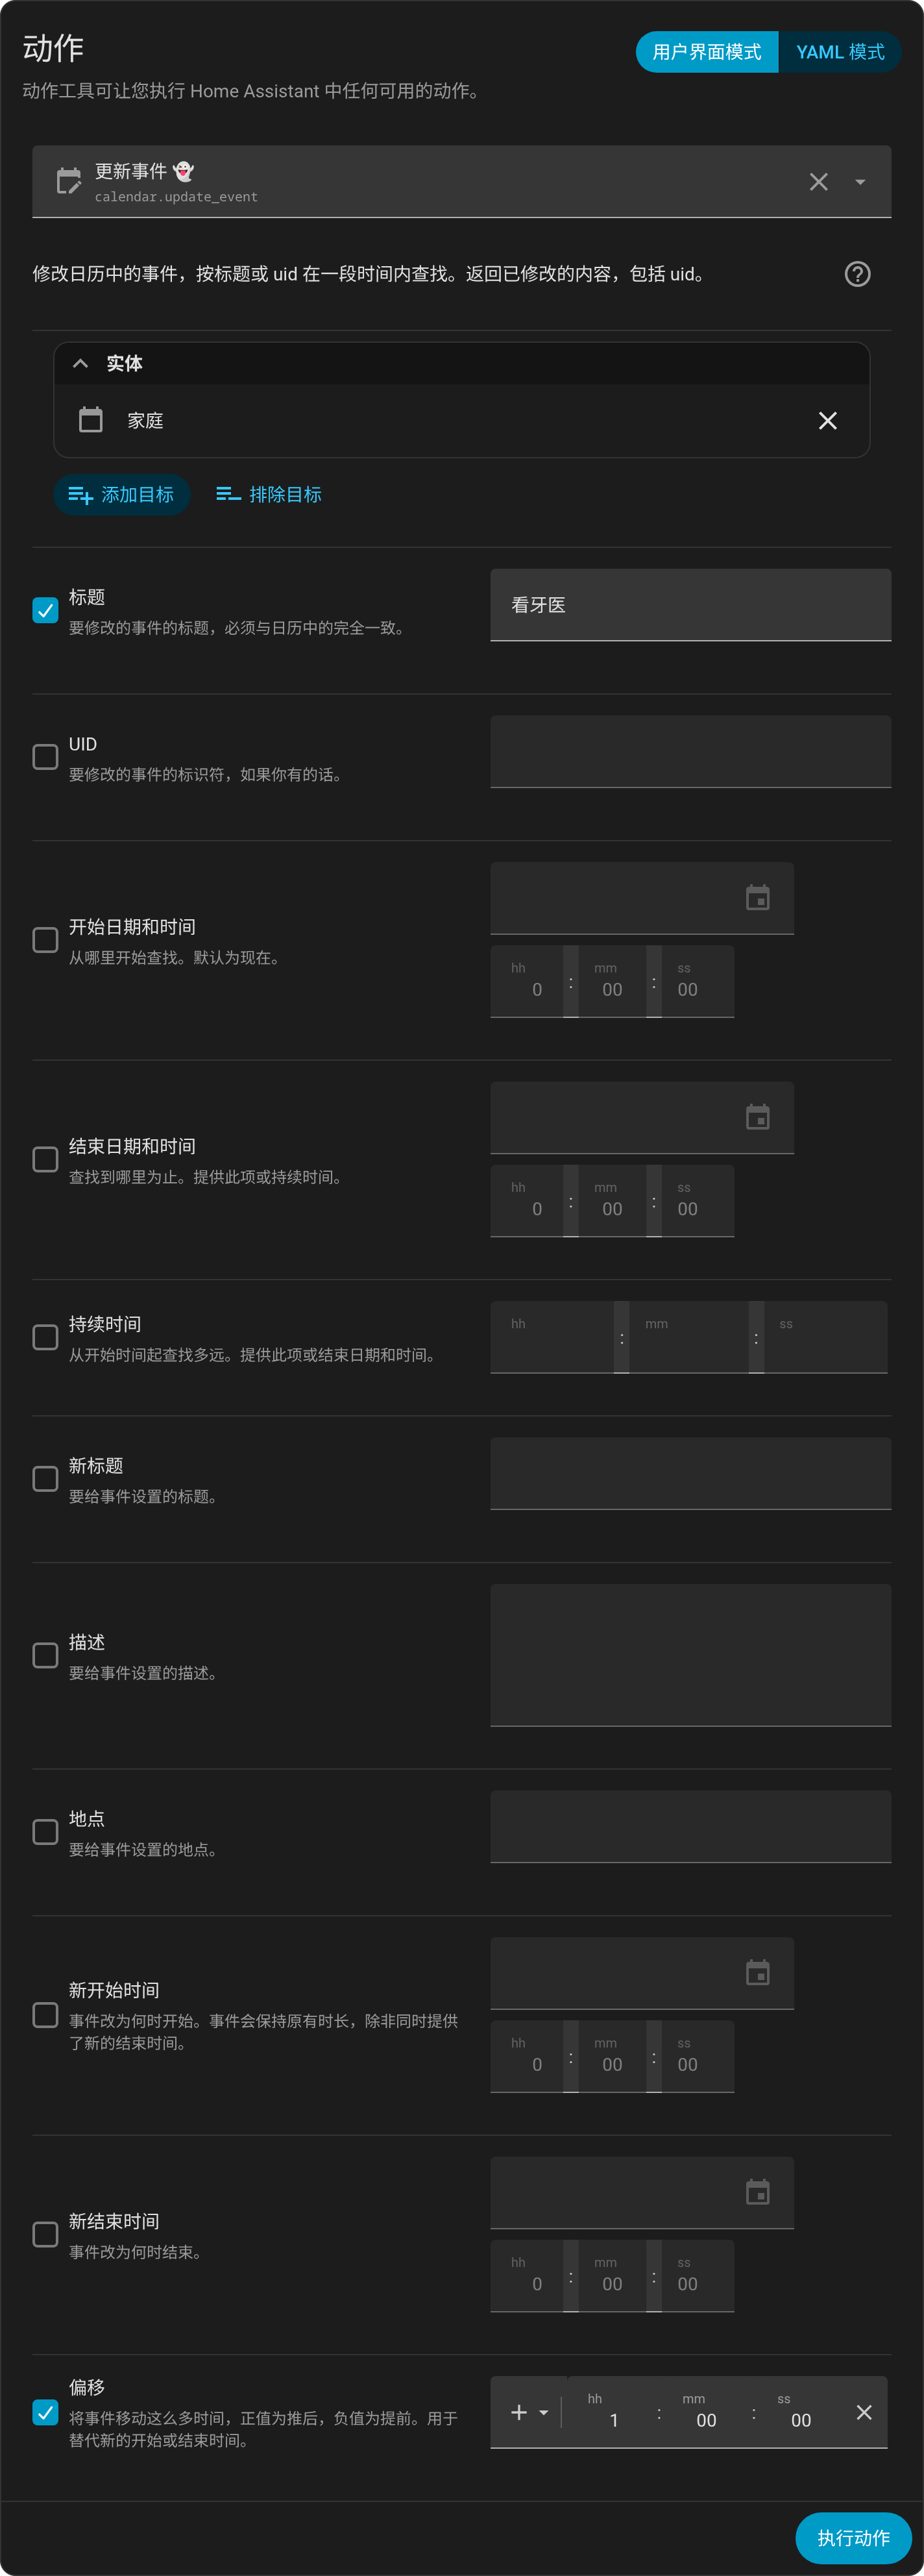 动作
用户界面模式
YAML 模式
动作工具可让您执行 Home Assistant 中任何可用的动作。
更新事件 👻
calendar.update_event
修改日历中的事件，按标题或 uid 在一段时间内查找。返回已修改的内容，包括 uid。
实体
家庭
添加目标
排除目标
标题
要修改的事件的标题，必须与日历中的完全一致。
看牙医
UID
要修改的事件的标识符，如果你有的话。
开始日期和时间
从哪里开始查找。默认为现在。
hh mm ss
0 : 00 : 00
结束日期和时间
查找到哪里为止。提供此项或持续时间。
hh mm ss
0 : 00 : 00
持续时间
从开始时间起查找多远。提供此项或结束日期和时间。
hh : mm : ss
新标题
要给事件设置的标题。
描述
要给事件设置的描述。
地点
要给事件设置的地点。
新开始时间
事件改为何时开始。事件会保持原有时长，除非同时提供
了新的结束时间。
hh mm ss
0 : 00 : 00
新结束时间
事件改为何时结束。
hh mm ss
0 : 00 : 00
偏移
将事件移动这么多时间，正值为推后，负值为提前。用于
替代新的开始或结束时间。
+
hh mm ss
1 : 00 : 00
执行动作